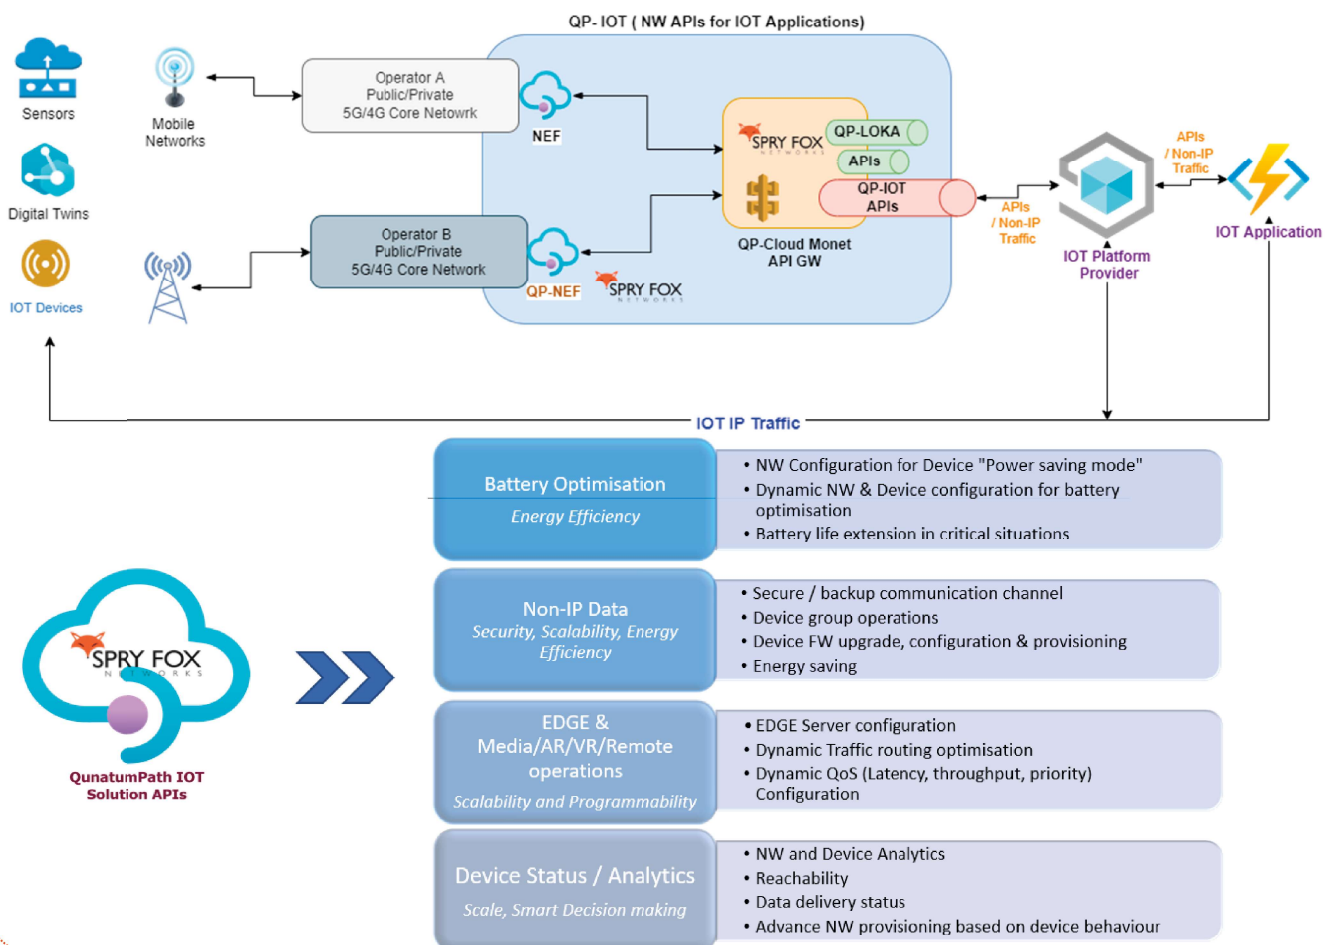 QP- IOT ( NW APIs for IOT Applications)
Sensors
Digital Twins
IOT Devices
Mobile
Networks
Operator A
Public/Private
5G/4G Core Netowrk
NEF
Operator B
Public/Private
5G/4G Core Network
QP-NEF
SPRY FOX
NETWORKS
SPRY FOX
NETWORKS
QP-LOKA
APIs
QP-IOT
APIs
QP-Cloud Monet
API GW
APIs
/ Non-IP
Traffic
IOT Platform
Provider
APIs
/ Non-IP
Traffic
IOT Application
IOT IP Traffic
SPRY FOX
NETWORKS
QunatumPath IOT
Solution APIs
Battery Optimisation
Energy Efficiency
• NW Configuration for Device "Power saving mode"
• Dynamic NW & Device configuration for battery
optimisation
• Battery life extension in critical situations
Non-IP Data
Security, Scalability, Energy
Efficiency
• Secure / backup communication channel
• Device group operations
• Device FW upgrade, configuration & provisioning
• Energy saving
EDGE &
Media/AR/VR/Remote
operations
Scalability and Programmability
• EDGE Server configuration
• Dynamic Traffic routing optimisation
• Dynamic QoS (Latency, throughput, priority)
Configuration
Device Status / Analytics
Scale, Smart Decision making
• NW and Device Analytics
• Reachability
• Data delivery status
• Advance NW provisioning based on device behaviour